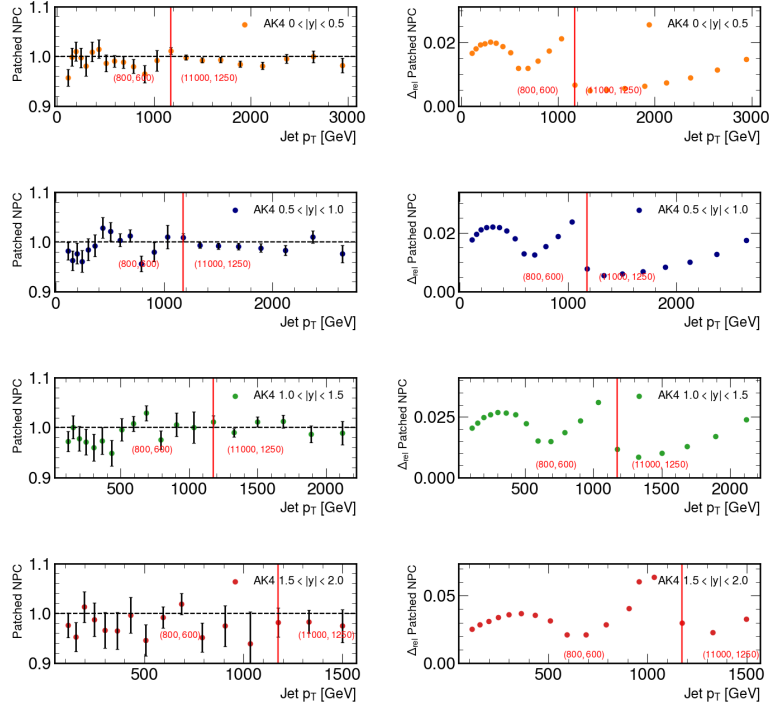 1.1
1.0
0.9
Patched NPC
AK4 0 < |y| < 0.5
(800, 600)
(11000, 1250)
0
1000
2000
3000
Jet pT [GeV]
0.02
0.00
Δrel Patched NPC
AK4 0 < |y| < 0.5
(800, 600)
(11000, 1250)
0
1000
2000
3000
Jet pT [GeV]
1.1
1.0
0.9
Patched NPC
AK4 0.5 < |y| < 1.0
(800, 600)
(11000, 1250)
0
1000
2000
Jet pT [GeV]
0.02
0.00
Δrel Patched NPC
AK4 0.5 < |y| < 1.0
(800, 600)
(11000, 1250)
0
1000
2000
Jet pT [GeV]
1.1
1.0
0.9
Patched NPC
AK4 1.0 < |y| < 1.5
(800, 600)
(11000, 1250)
500
1000
1500
2000
Jet pT [GeV]
0.025
0.000
Δrel Patched NPC
AK4 1.0 < |y| < 1.5
(800, 600)
(11000, 1250)
500
1000
1500
2000
Jet pT [GeV]
1.1
1.0
0.9
Patched NPC
AK4 1.5 < |y| < 2.0
(800, 600)
(11000, 1250)
500
1000
1500
Jet pT [GeV]
0.05
0.00
Δrel Patched NPC
AK4 1.5 < |y| < 2.0
(800, 600)
(11000, 1250)
500
1000
1500
Jet pT [GeV]